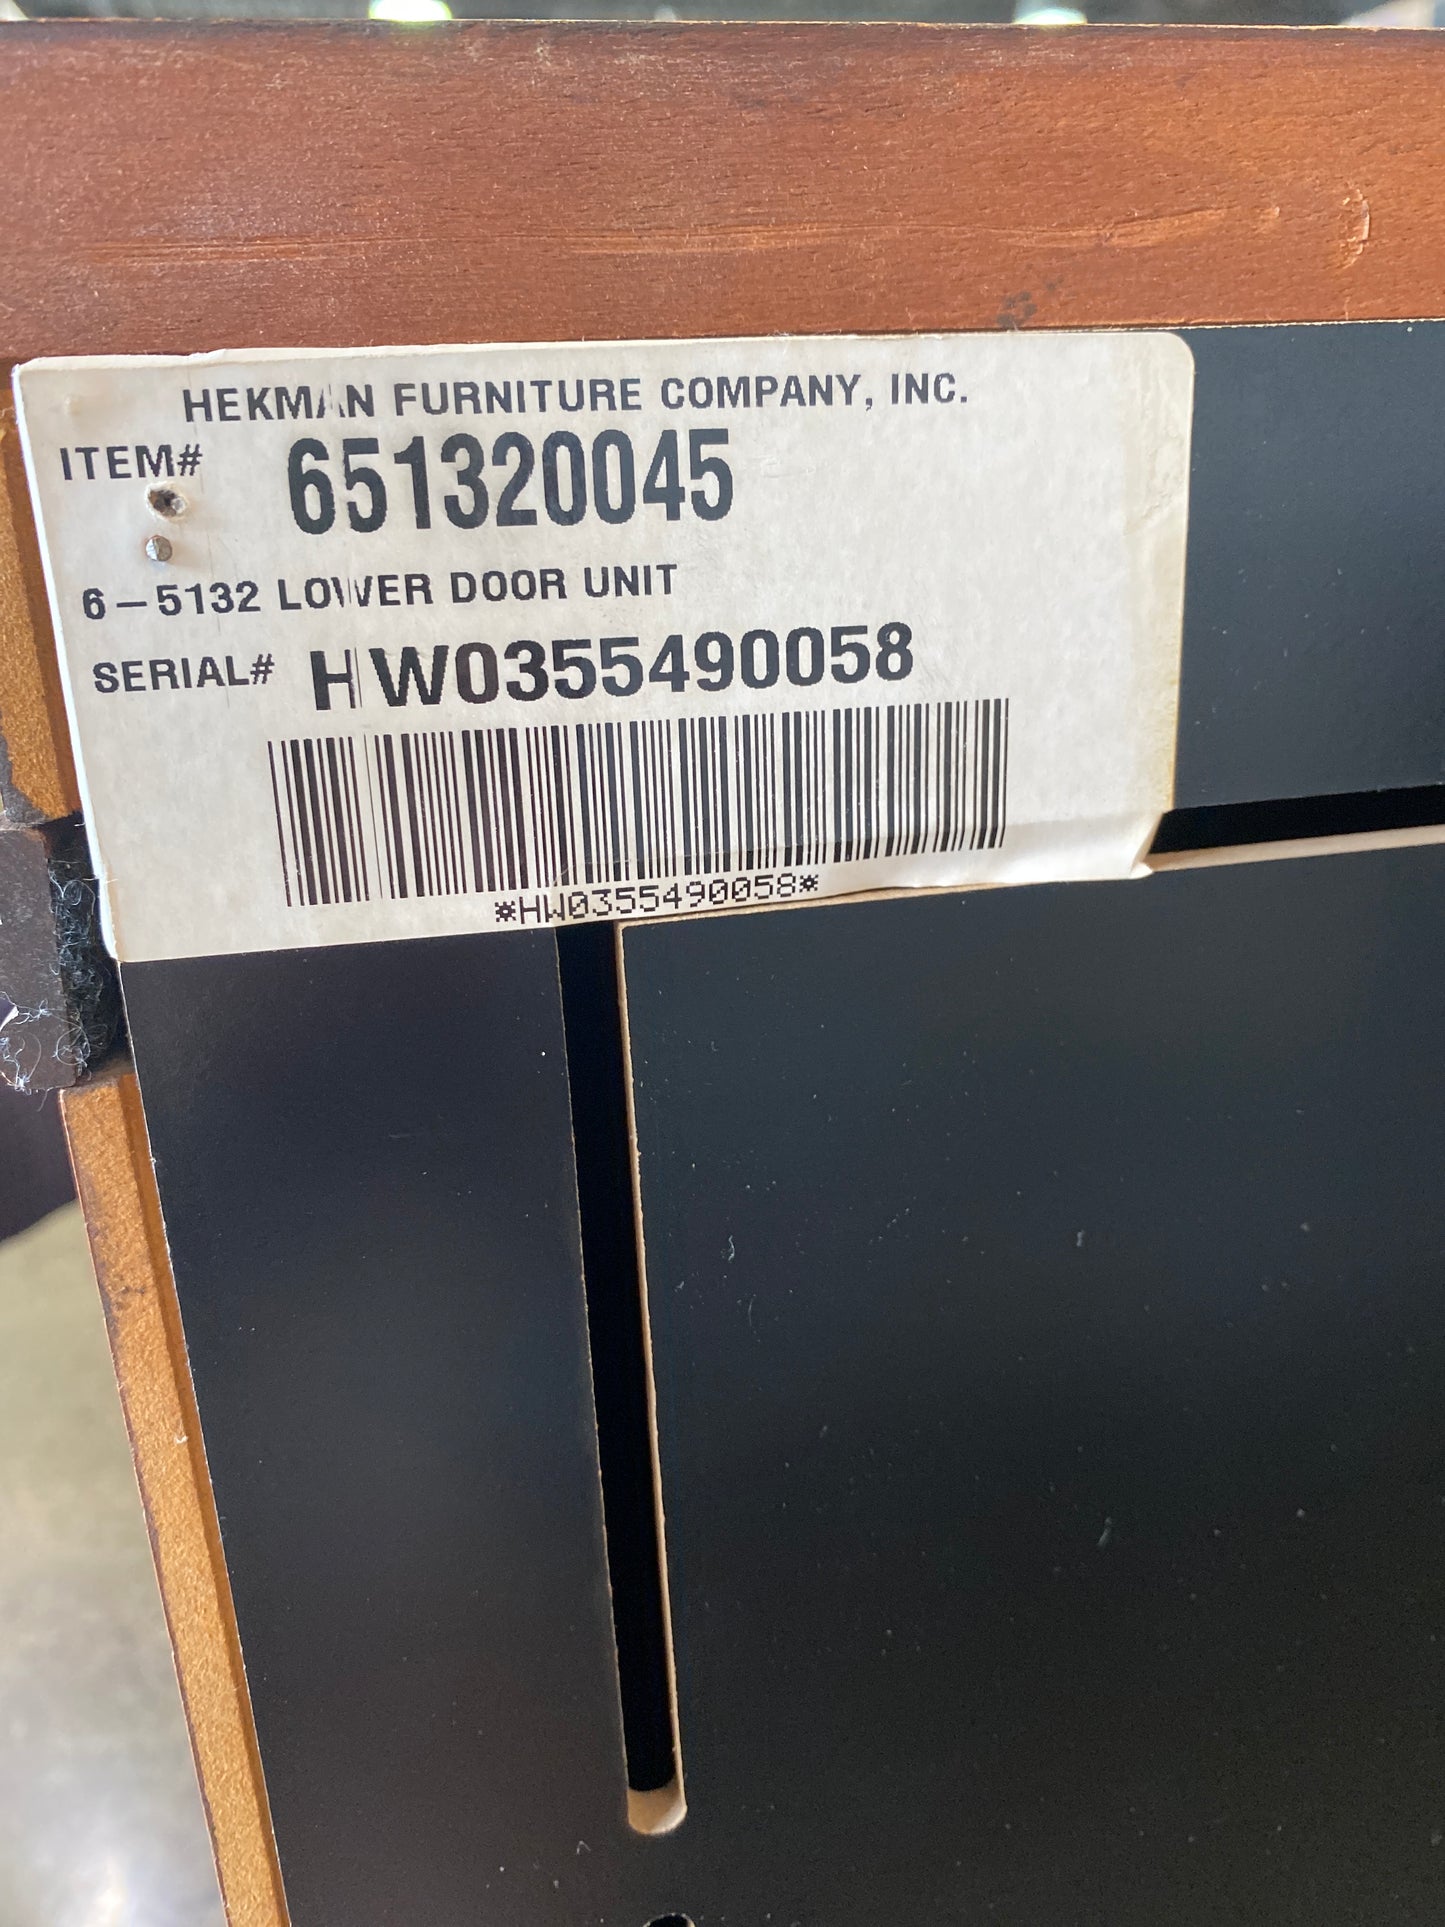 HEKMAN FURNITURE COMPANY, INC.
ITEM# 651320045
6-5132 LOWER DOOR UNIT
SERIAL# HW0355490058
*HW0355490058*